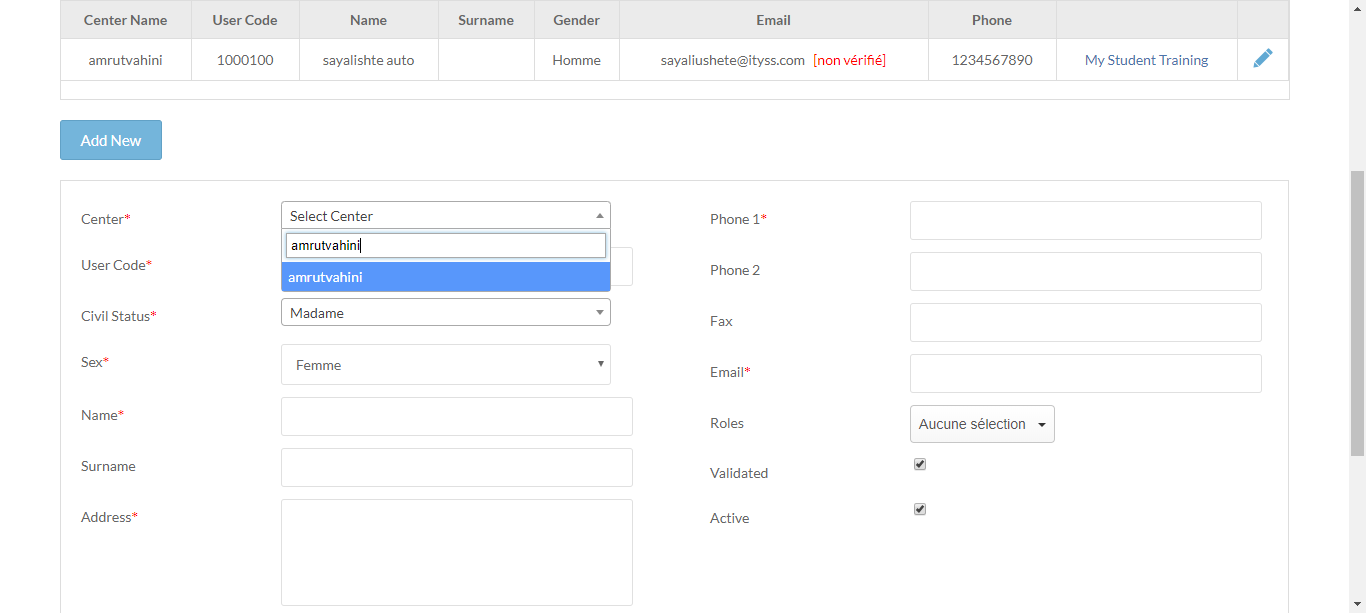 Center Name User Code Name Surname Gender Email Phone
amrutvahini 1000100 sayalishte auto Homme sayaliushete@ityss.com [non vérifié] 1234567890 My Student Training
Add New
Center* Select Center
amrutvahini
amrutvahini
User Code*
Civil Status* Madame
Sex* Femme
Name*
Surname
Address*
Phone 1*
Phone 2
Fax
Email*
Roles Aucune sélection
Validated
Active